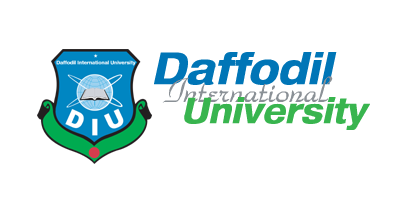 Daffodil International University
DIU
Daffodil
International
University